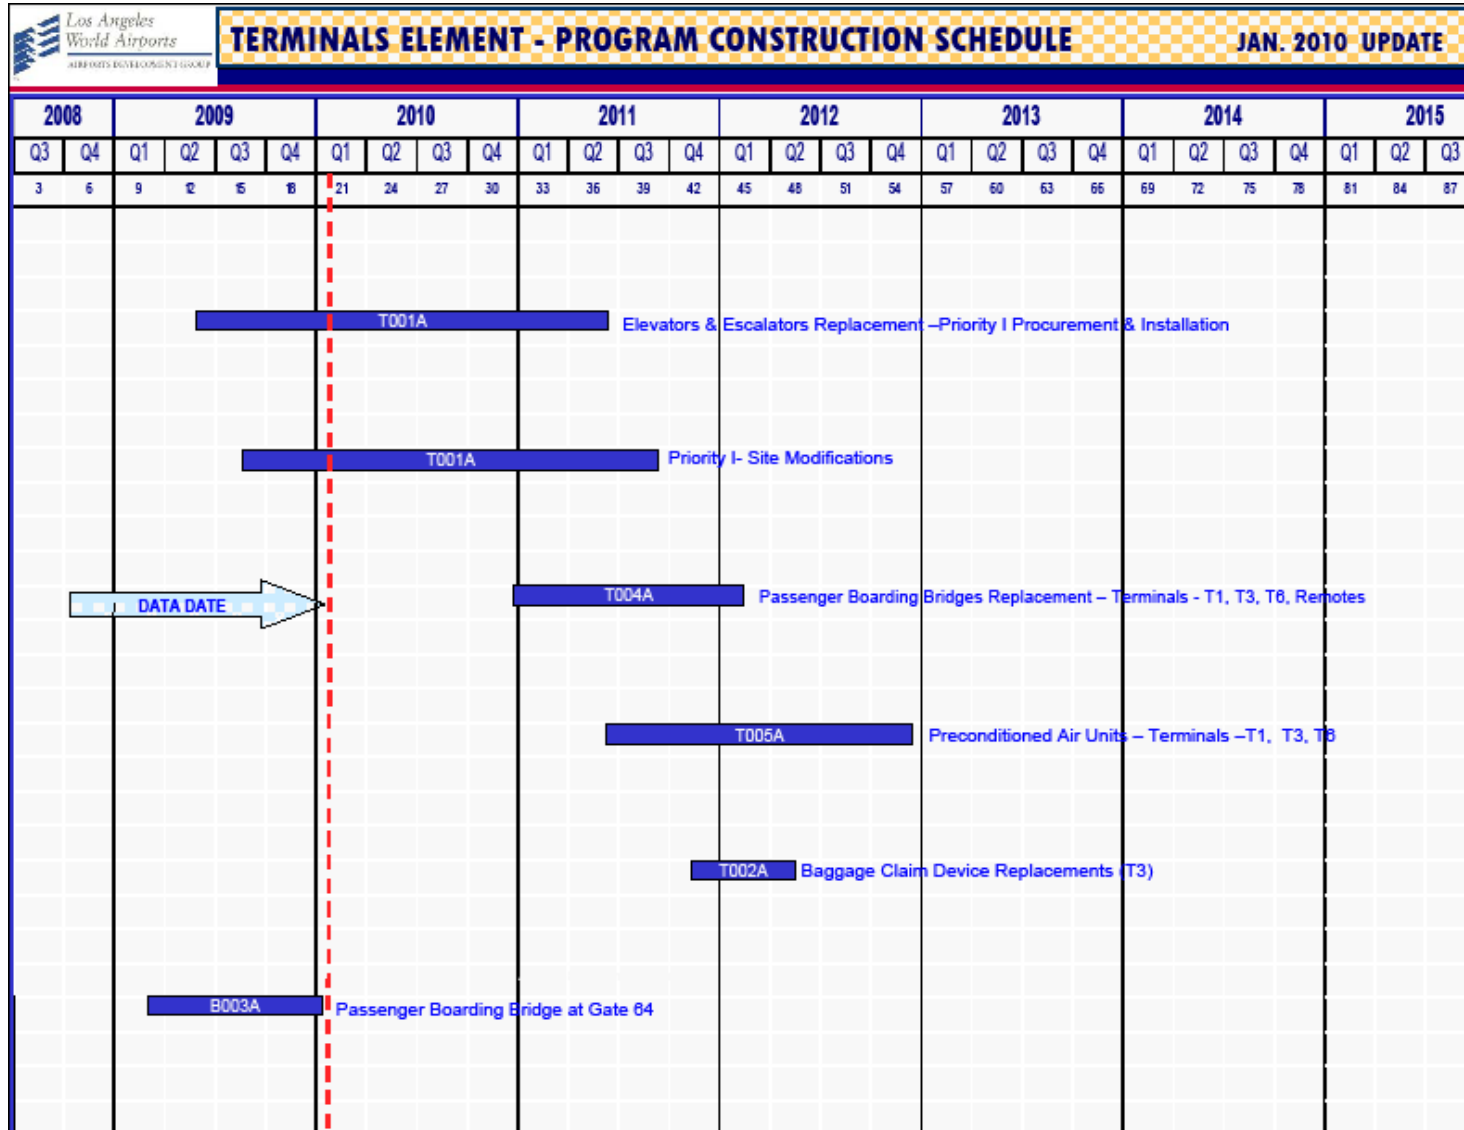 Los Angeles
World Airports
AIRPORTS DEVELOPMENT GROUP
TERMINALS ELEMENT - PROGRAM CONSTRUCTION SCHEDULE
JAN. 2010 UPDATE
2008 2009 2010 2011 2012 2013 2014 2015
Q3 Q4 Q1 Q2 Q3 Q4 Q1 Q2 Q3 Q4 Q1 Q2 Q3 Q4 Q1 Q2 Q3 Q4 Q1 Q2 Q3 Q4 Q1 Q2 Q3 Q4 Q1 Q2 Q3
3 6 9 12 15 18 21 24 27 30 33 36 39 42 45 48 51 54 57 60 63 66 69 72 75 78 81 84 87
T001A Elevators & Escalators Replacement –Priority I Procurement & Installation
T001A Priority I- Site Modifications
DATA DATE
T004A Passenger Boarding Bridges Replacement – Terminals - T1, T3, T6, Remotes
T005A Preconditioned Air Units – Terminals –T1, T3, T6
T002A Baggage Claim Device Replacements (T3)
B003A Passenger Boarding Bridge at Gate 64